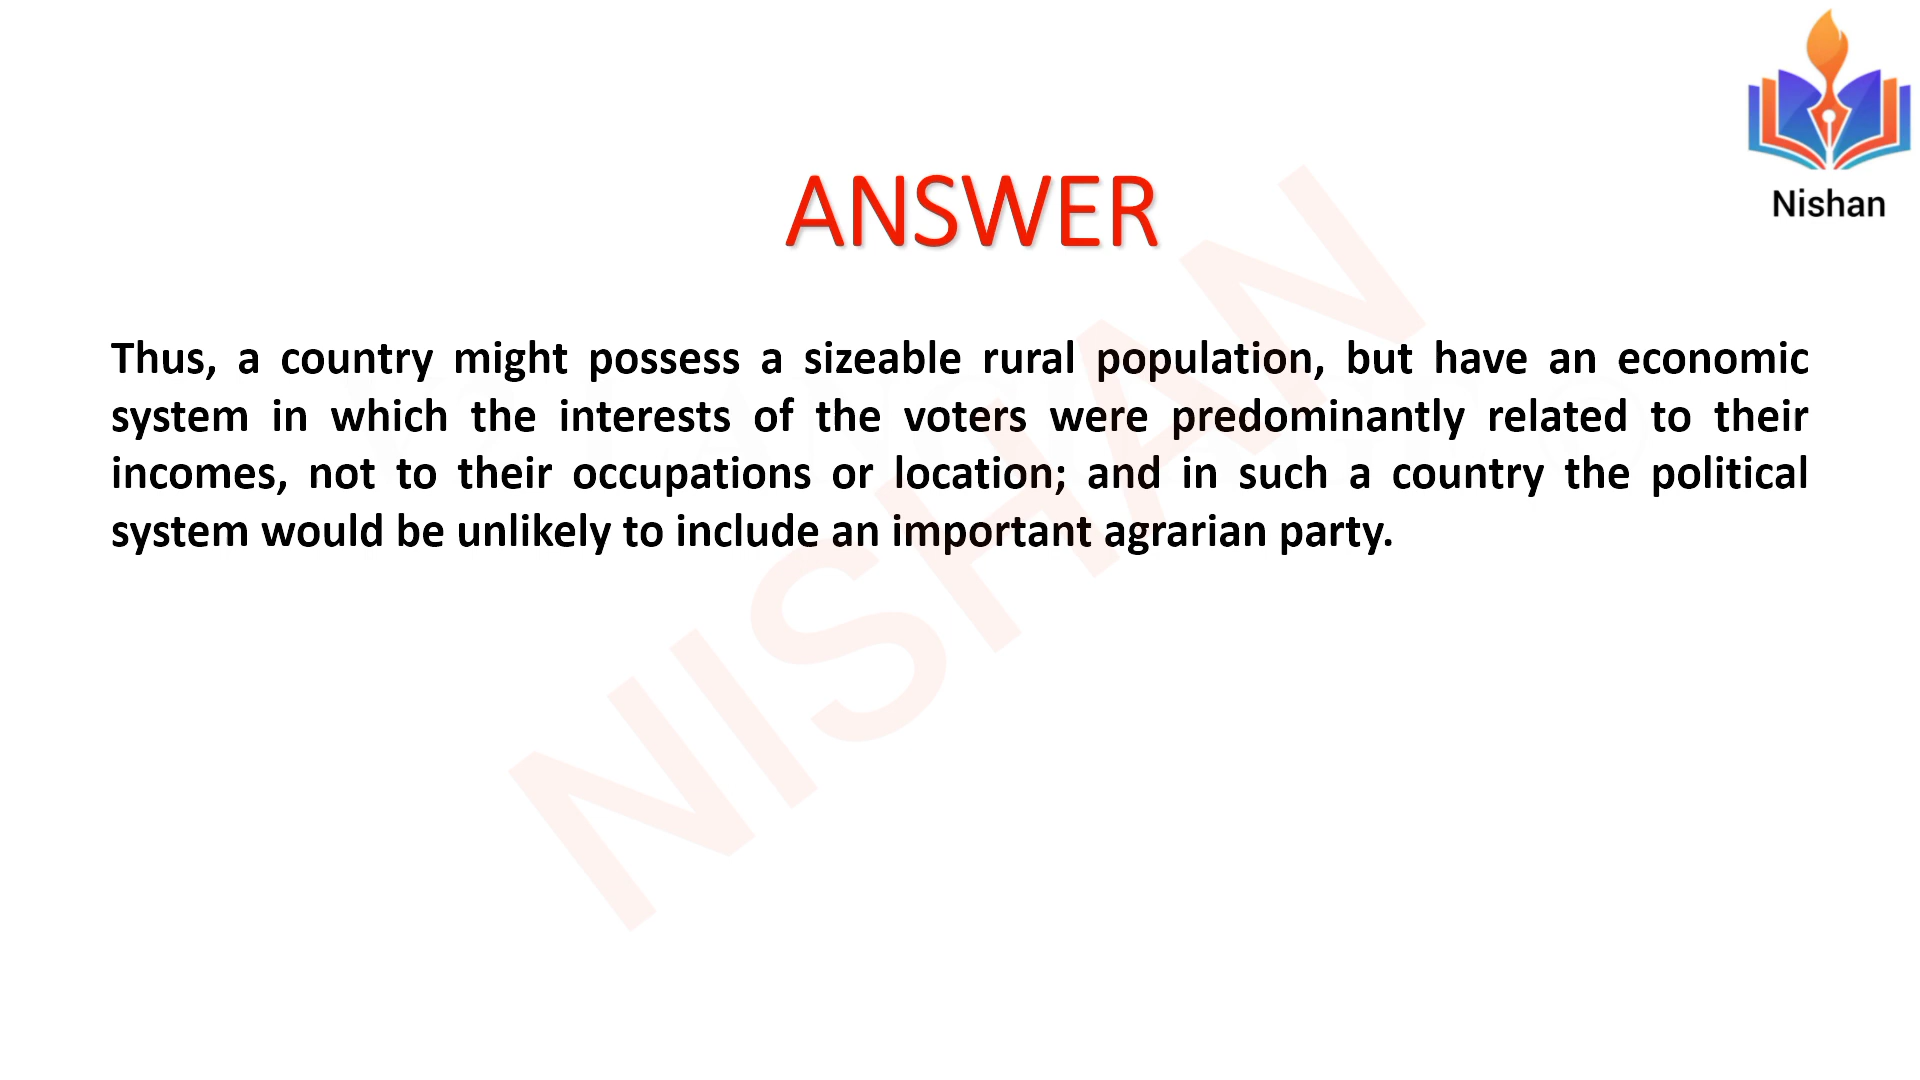 Nishan
ANSWER
Thus, a country might possess a sizeable rural population, but have an economic
system in which the interests of the voters were predominantly related to their
incomes, not to their occupations or location; and in such a country the political
system would be unlikely to include an important agrarian party.
NISHAN